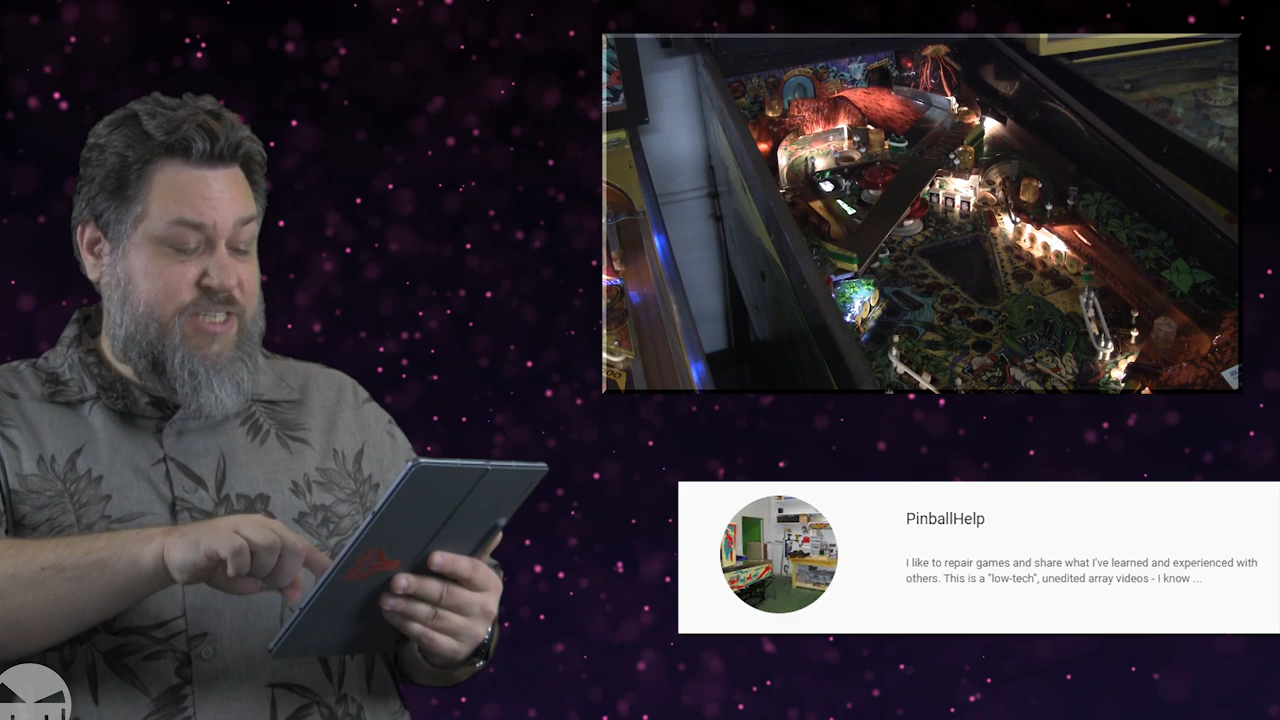 PinballHelp
I like to repair games and share what I've learned and experienced with
others. This is a "low-tech", unedited array videos - I know ...